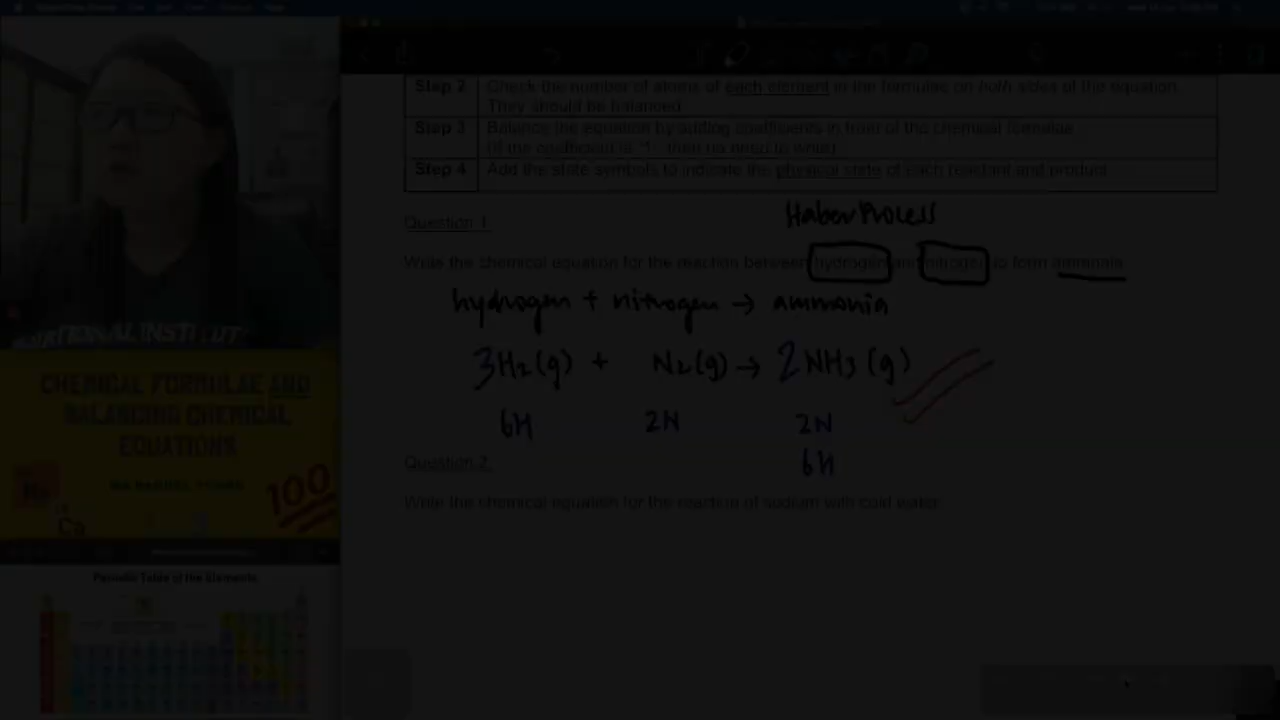 Step 2 Check the number of atoms of each element in the formulae on both sides of the equation.
They should be balanced.
Step 3 Balance the equation by adding coefficients in front of the chemical formulae.
(If the coefficient is "1", then no need to write)
Step 4 Add the state symbols to indicate the physical state of each reactant and product.
Question 1
Haber Process
Write the chemical equation for the reaction between hydrogen and nitrogen to form ammonia
hydrogen + nitrogen → ammonia
3H₂(g) + N₂(g) → 2NH₃(g)
6H 2N 2N
6H
Question 2
Write the chemical equation for the reaction of sodium with cold water.
CHEMICAL FORMULAE AND
BALANCING CHEMICAL
EQUATIONS
100
Ca
Periodic Table of the Elements